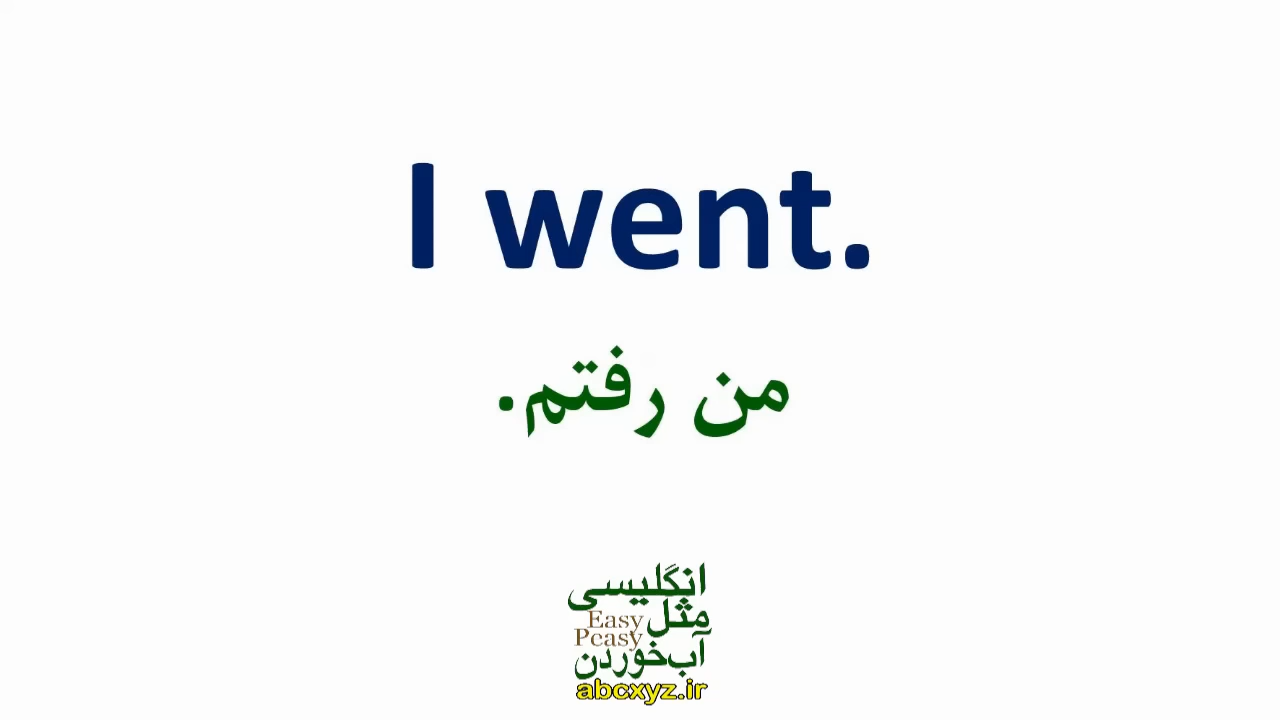 I went.
من رفتم.
انگلیسی
مثل
Easy
Peasy
آب‌خوردن
abcxyz.ir